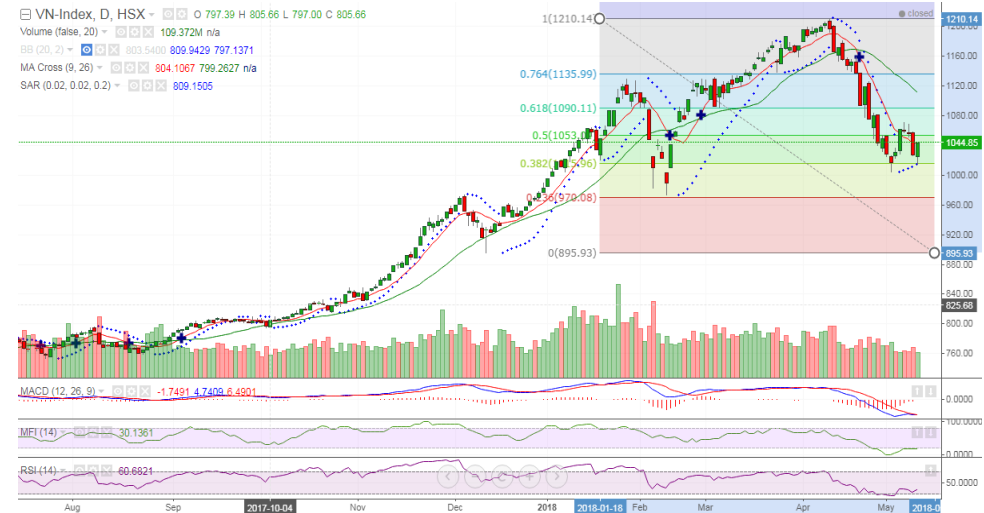 VN-Index, D, HSX O 797.39 H 805.66 L 797.00 C 805.66
closed
Volume (false, 20) 109.372M n/a
BB (20, 2) 803.5400 809.9429 797.1371
MA Cross (9, 26) 804.1067 799.2627 n/a
SAR (0.02, 0.02, 0.2) 809.1505
1(1210.14)
0.764(1135.99)
0.618(1090.11)
0.5(1053.
0.382(
0.236(970.08)
0(895.93)
1210.14
1200.00
1160.00
1120.00
1080.00
1044.85
1000.00
960.00
920.00
895.93
880.00
840.00
825.68
800.00
760.00
MACD (12, 26, 9) -1.7491 4.7409 6.4901
0.0000
MFI (14) 30.1361
100.0000
0.0000
RSI (14) 60.6821
50.0000
Aug Sep 2017-10-04 Nov Dec 2018 2018-01-18 Feb Mar Apr May 2018-0